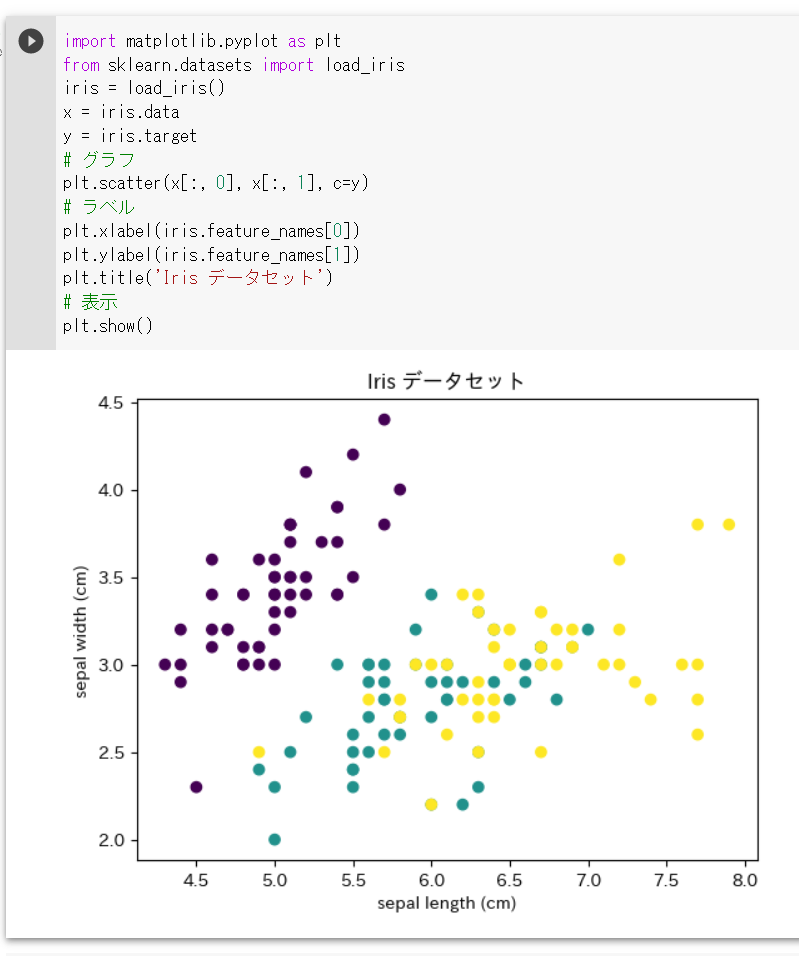 import matplotlib.pyplot as plt
from sklearn.datasets import load_iris
iris = load_iris()
x = iris.data
y = iris.target
# グラフ
plt.scatter(x[:, 0], x[:, 1], c=y)
# ラベル
plt.xlabel(iris.feature_names[0])
plt.ylabel(iris.feature_names[1])
plt.title('Iris データセット')
# 表示
plt.show()
Iris データセット
4.5
4.0
3.5
3.0
2.5
2.0
sepal width (cm)
4.5 5.0 5.5 6.0 6.5 7.0 7.5 8.0
sepal length (cm)